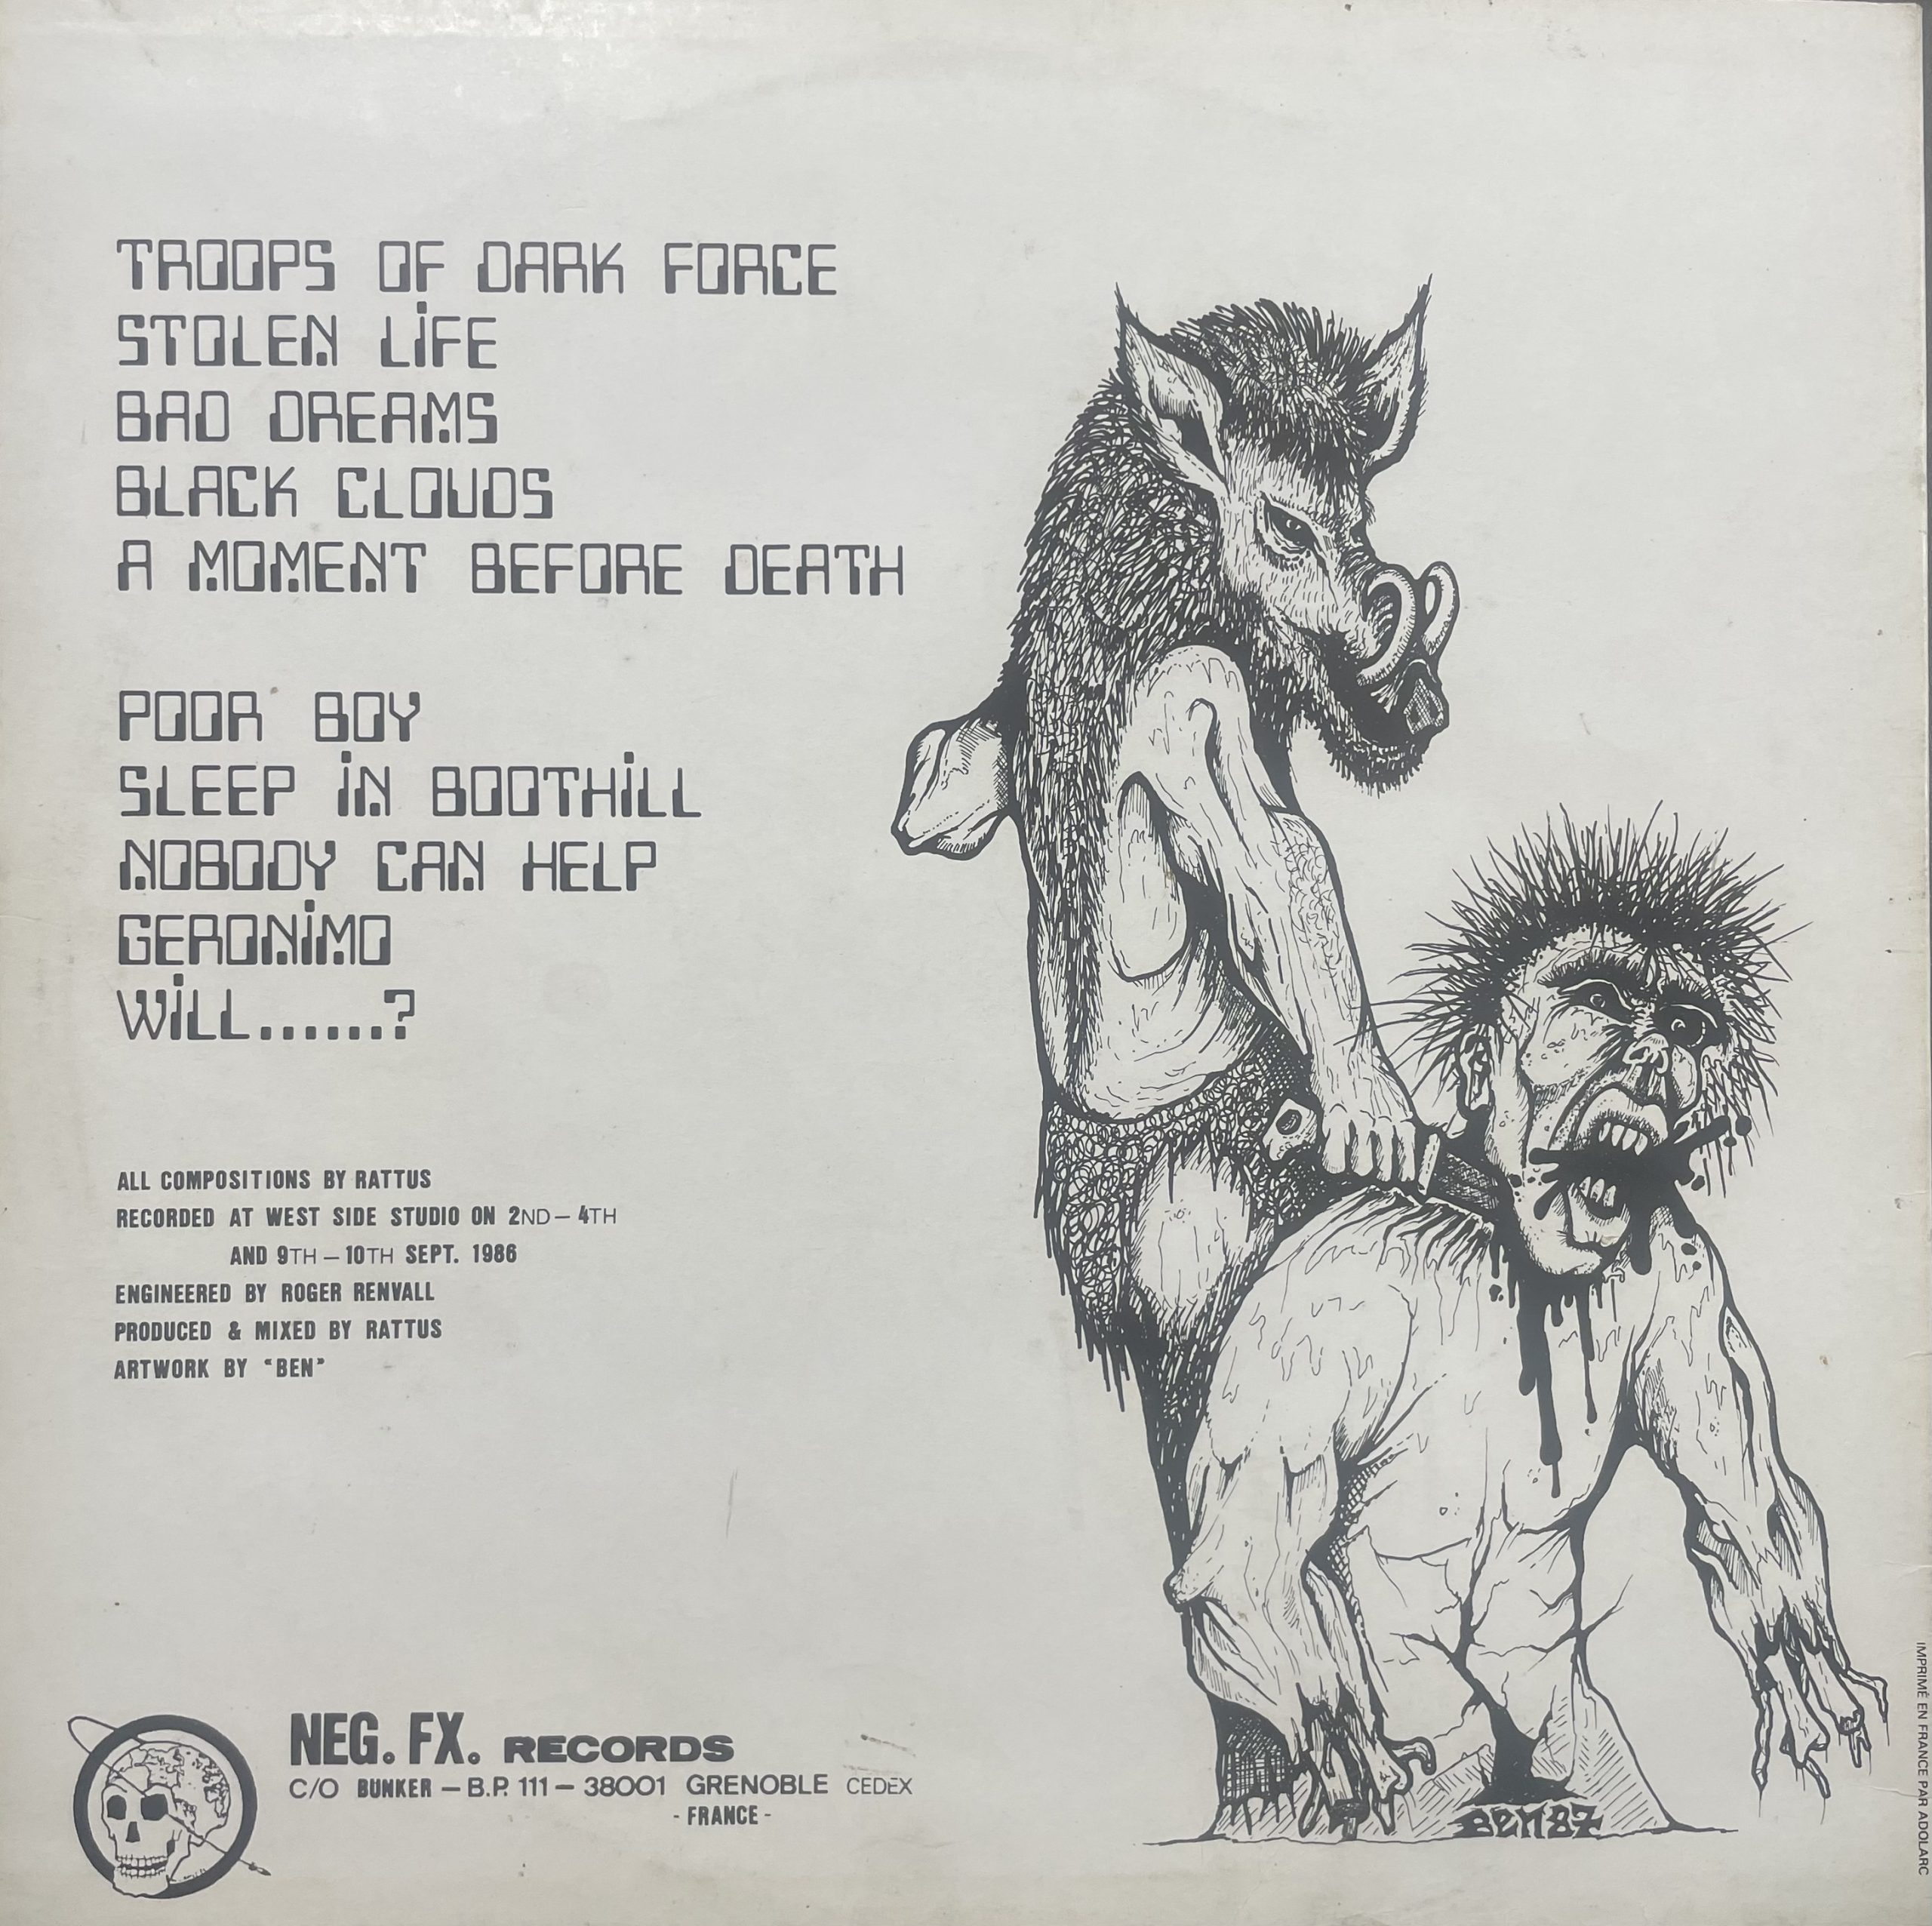 TROOPS OF DARK FORCE
STOLEN LiFE
BAD DREAMS
BLACK CLOUDS
A MOMENT BEFORE DEATH
POOR BOY
SLEEP iN BOOTHiLL
NOBODY CAN HELP
GERONiMO
WiLL......?
ALL COMPOSITIONS BY RATTUS
RECORDED AT WEST SIDE STUDIO ON 2ND – 4TH
AND 9TH – 10TH SEPT. 1986
ENGINEERED BY ROGER RENVALL
PRODUCED & MIXED BY RATTUS
ARTWORK BY "BEN"
NEG. FX. RECORDS
C/O BUNKER – B.P. 111 – 38001 GRENOBLE CEDEX
- FRANCE -
BEN87
IMPRIMÉ EN FRANCE PAR ADOLARC